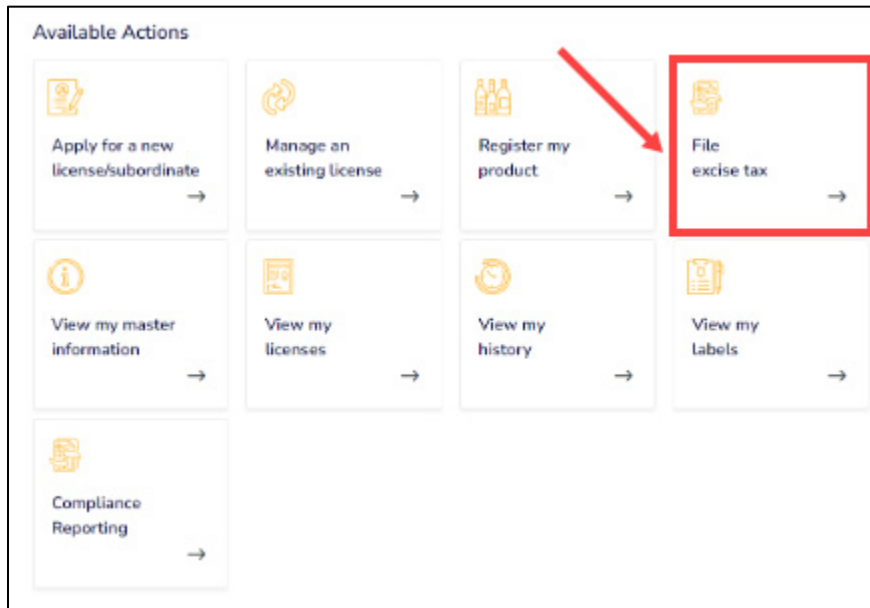 Available Actions
Apply for a new
license/subordinate
Manage an
existing license
Register my
product
File
excise tax
View my master
information
View my
licenses
View my
history
View my
labels
Compliance
Reporting